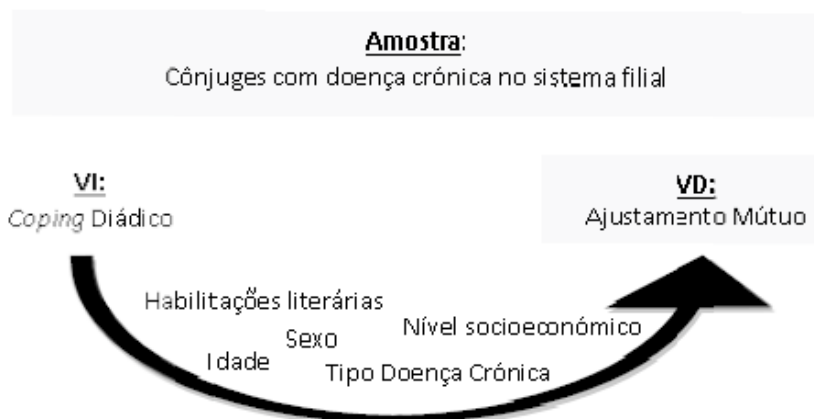 Amostra:
Cônjuges com doença crónica no sistema filial
VI:
Coping Diádico
VD:
Ajustamento Mútuo
Habilitações literárias
Sexo
Nível socioeconómico
Idade
Tipo Doença Crónica